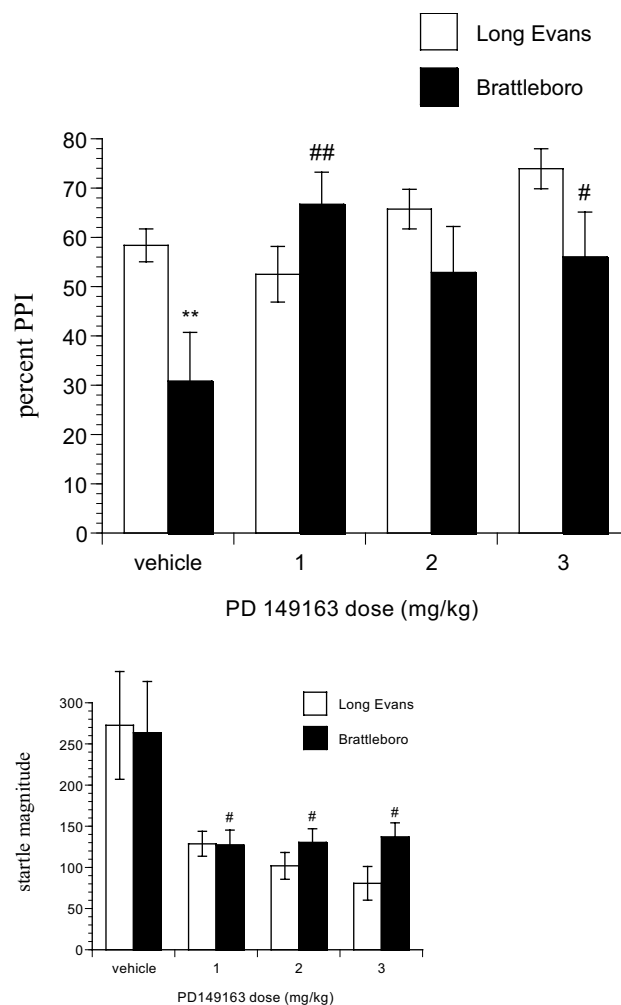 Long Evans
Brattleboro
80
70
60
50
40
30
20
10
0
percent PPI
**
##
#
vehicle 1 2 3
PD 149163 dose (mg/kg)
300
250
200
150
100
50
0
startle magnitude
Long Evans
Brattleboro
# # #
vehicle 1 2 3
PD149163 dose (mg/kg)